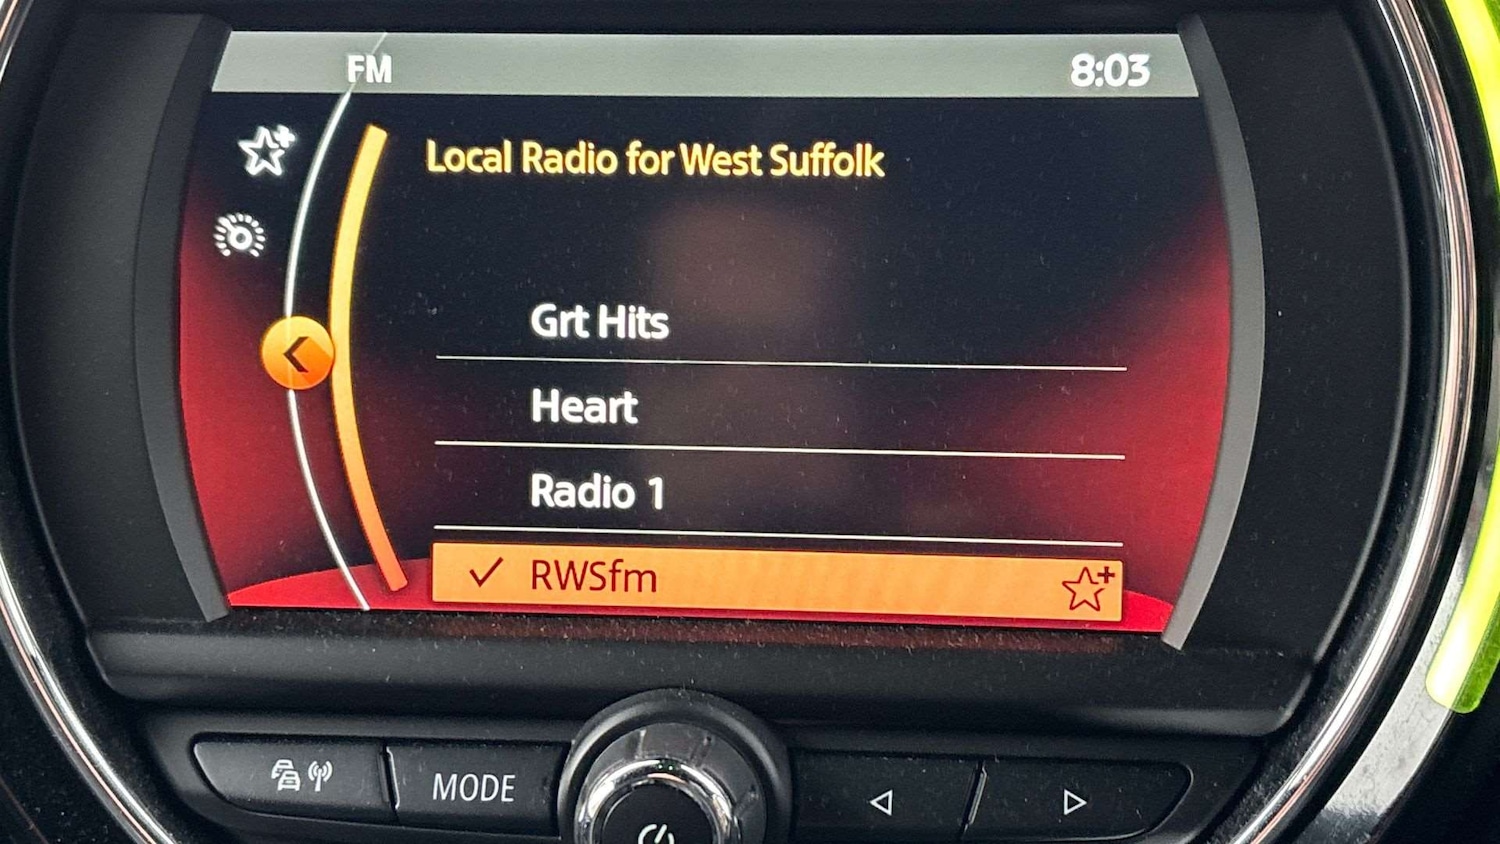 FM 8:03
Local Radio for West Suffolk
Grt Hits
Heart
Radio 1
RWSfm
MODE